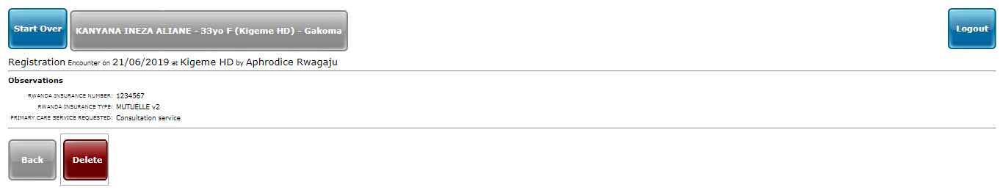 Start Over KANYANA INEZA ALIANE - 33yo F (Kigeme HD) - Gakoma Logout
Registration Encounter on 21/06/2019 at Kigeme HD by Aphrodice Rwagaju
Observations
RWANDA INSURANCE NUMBER: 1234567
RWANDA INSURANCE TYPE: MUTUELLE v2
PRIMARY CARE SERVICE REQUESTED: Consultation service
Back Delete